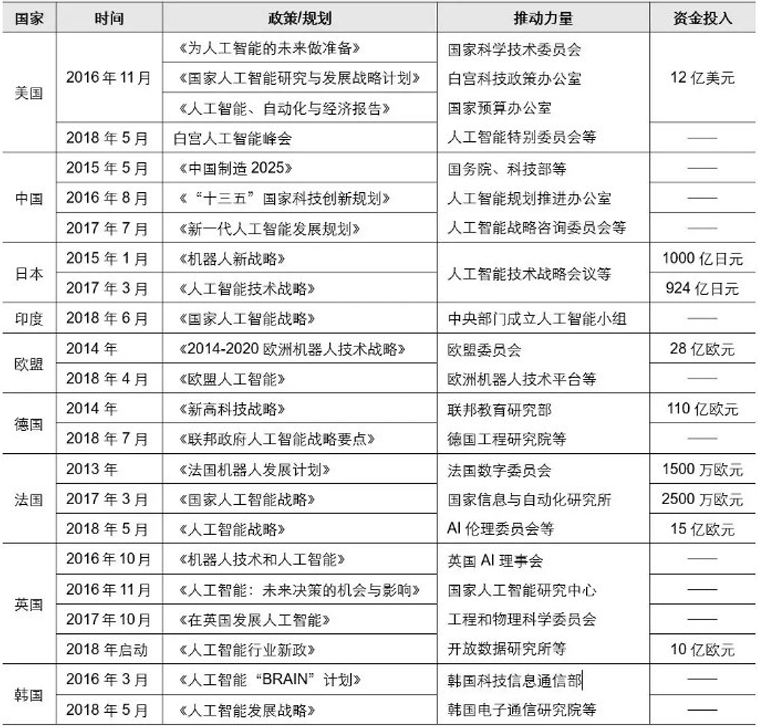 国家 时间 政策/规划 推动力量 资金投入
美国 2016 年 11 月 《为人工智能的未来做准备》 国家科学技术委员会 12 亿美元
《国家人工智能研究与发展战略计划》 白宫科技政策办公室
《人工智能、自动化与经济报告》 国家预算办公室
2018 年 5 月 白宫人工智能峰会 人工智能特别委员会等 ——
中国 2015 年 5 月 《中国制造 2025》 国务院、科技部等 ——
2016 年 8 月 《“十三五”国家科技创新规划》 人工智能规划推进办公室 ——
2017 年 7 月 《新一代人工智能发展规划》 人工智能战略咨询委员会等 ——
日本 2015 年 1 月 《机器人新战略》 人工智能技术战略会议等 1000 亿日元
2017 年 3 月 《人工智能技术战略》 924 亿日元
印度 2018 年 6 月 《国家人工智能战略》 中央部门成立人工智能小组 ——
欧盟 2014 年 《2014-2020 欧洲机器人技术战略》 欧盟委员会 28 亿欧元
2018 年 4 月 《欧盟人工智能》 欧洲机器人技术平台等 ——
德国 2014 年 《新高科技战略》 联邦教育研究部 110 亿欧元
2018 年 7 月 《联邦政府人工智能战略要点》 德国工程研究院等 ——
法国 2013 年 《法国机器人发展计划》 法国数字委员会 1500 万欧元
2017 年 3 月 《国家人工智能战略》 国家信息与自动化研究所 2500 万欧元
2018 年 5 月 《人工智能战略》 AI 伦理委员会等 15 亿欧元
英国 2016 年 10 月 《机器人技术和人工智能》 英国 AI 理事会 ——
2016 年 11 月 《人工智能：未来决策的机会与影响》 国家人工智能研究中心 ——
2017 年 10 月 《在英国发展人工智能》 工程和物理科学委员会 ——
2018 年启动 《人工智能行业新政》 开放数据研究所等 10 亿欧元
韩国 2016 年 3 月 《人工智能“BRAIN”计划》 韩国科技信息通信部 ——
2018 年 5 月 《人工智能发展战略》 韩国电子通信研究院等 ——